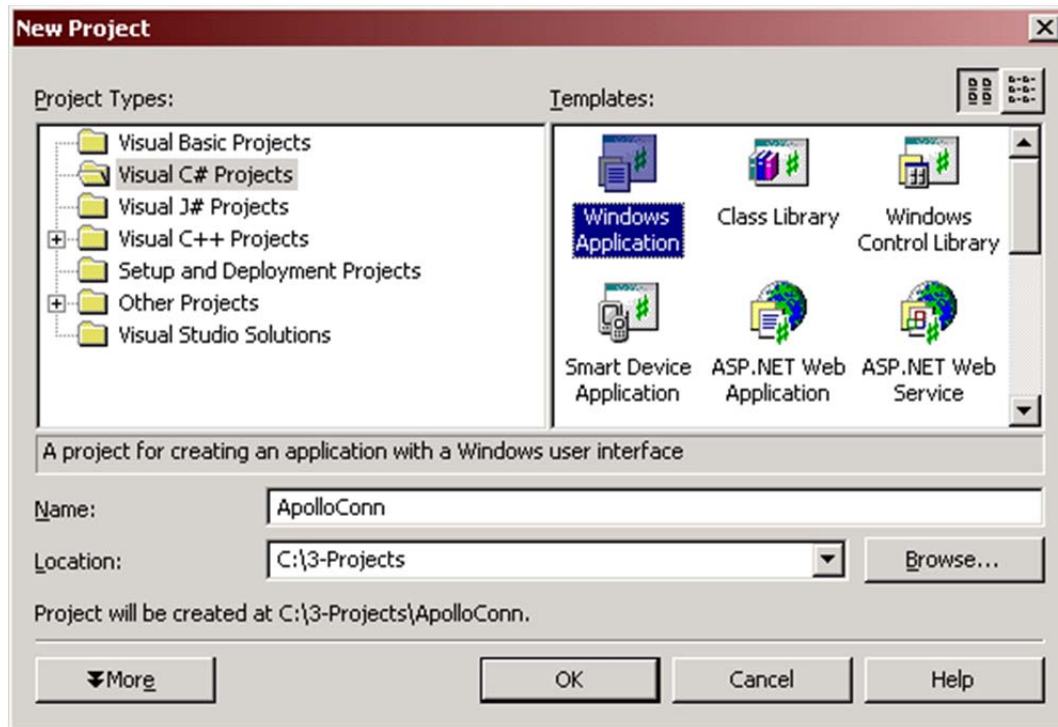 New Project
Project Types:
Templates:
Visual Basic Projects
Visual C# Projects
Visual J# Projects
Visual C++ Projects
Setup and Deployment Projects
Other Projects
Visual Studio Solutions
Windows
Application
Class Library
Windows
Control Library
Smart Device
Application
ASP.NET Web
Application
ASP.NET Web
Service
A project for creating an application with a Windows user interface
Name:
ApolloConn
Location:
C:\3-Projects
Browse...
Project will be created at C:\3-Projects\ApolloConn.
More
OK
Cancel
Help